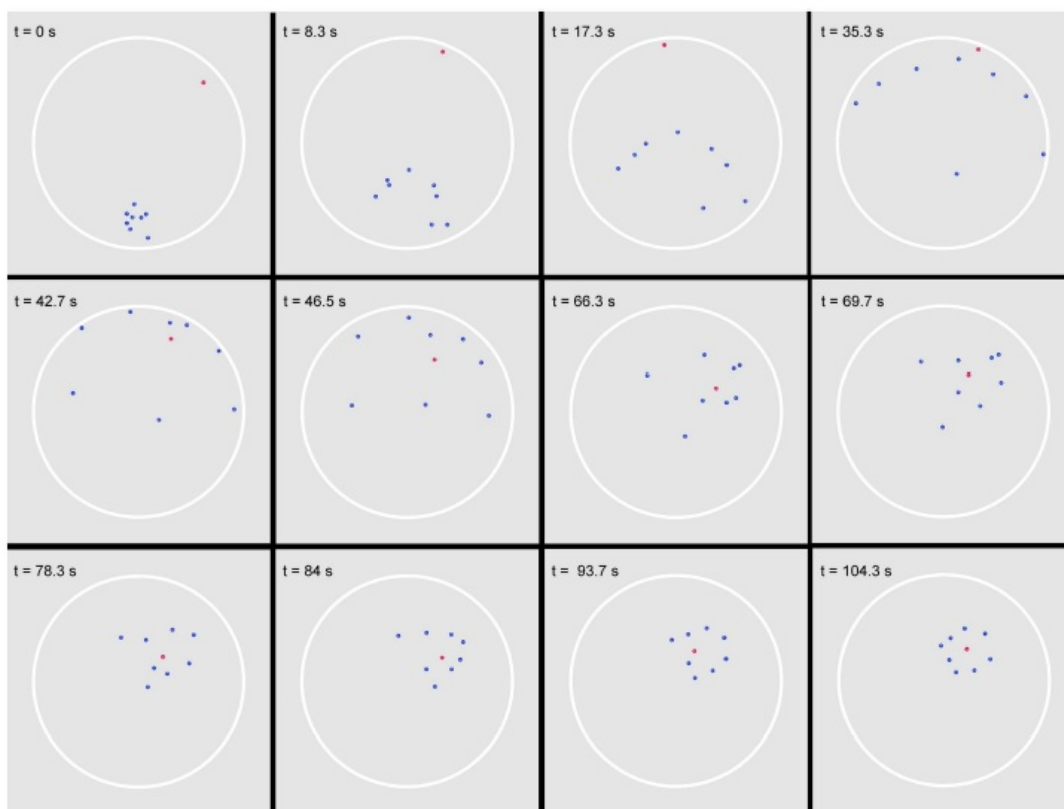 t = 0 s
t = 8.3 s
t = 17.3 s
t = 35.3 s
t = 42.7 s
t = 46.5 s
t = 66.3 s
t = 69.7 s
t = 78.3 s
t = 84 s
t = 93.7 s
t = 104.3 s